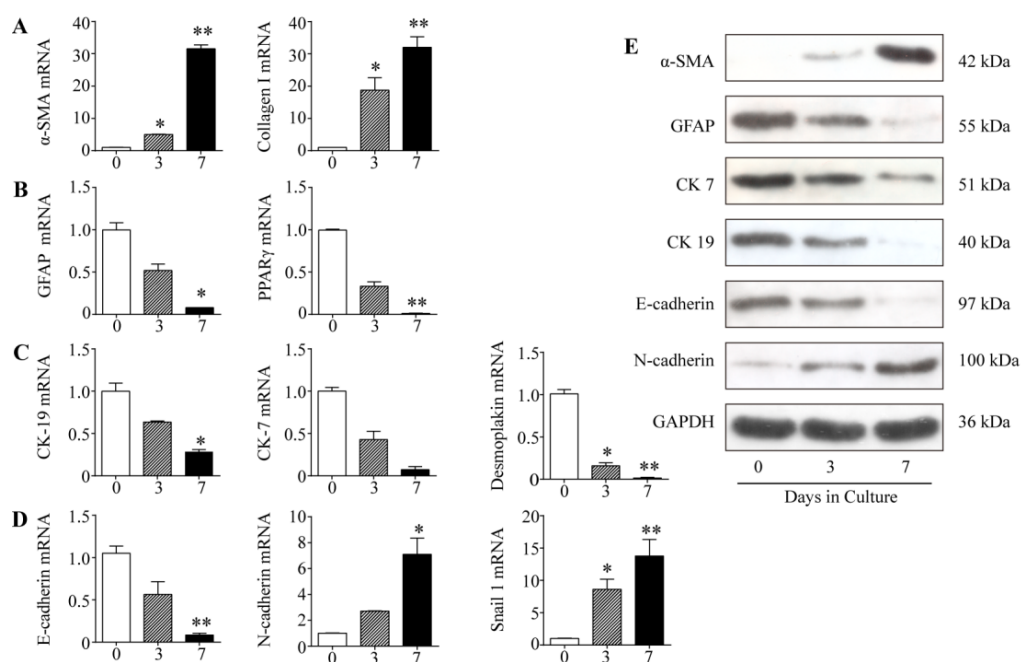 A
α-SMA mRNA
40
30
20
10
0
*
**
0 3 7
Collagen I mRNA
40
30
20
10
0
*
**
0 3 7
B
GFAP mRNA
1.5
1.0
0.5
0
*
0 3 7
PPARγ mRNA
1.5
1.0
0.5
0
**
0 3 7
C
CK-19 mRNA
1.5
1.0
0.5
0
*
0 3 7
CK-7 mRNA
1.5
1.0
0.5
0
0 3 7
Desmoplakin mRNA
1.5
1.0
0.5
0
*
**
0 3 7
D
E-cadherin mRNA
1.5
1.0
0.5
0.0
**
0 3 7
N-cadherin mRNA
10
8
6
4
2
0
*
0 3 7
Snail 1 mRNA
20
15
10
5
0
*
**
0 3 7
E
α-SMA 42 kDa
GFAP 55 kDa
CK 7 51 kDa
CK 19 40 kDa
E-cadherin 97 kDa
N-cadherin 100 kDa
GAPDH 36 kDa
0 3 7
Days in Culture